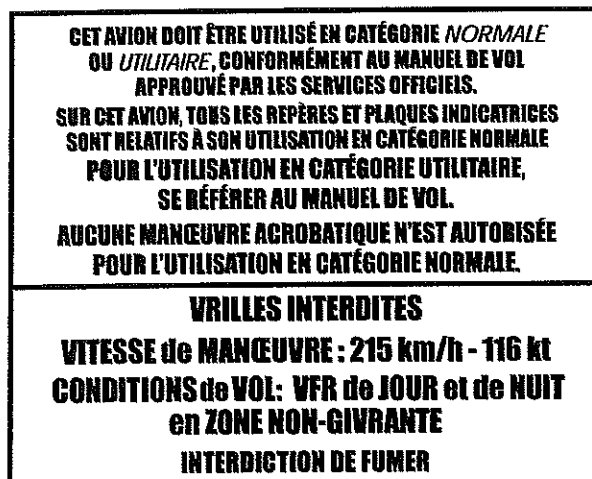 CET AVION DOIT ÊTRE UTILISÉ EN CATÉGORIE NORMALE
OU UTILITAIRE, CONFORMÉMENT AU MANUEL DE VOL
APPROUVÉ PAR LES SERVICES OFFICIELS.
SUR CET AVION, TOUS LES REPÈRES ET PLAQUES INDICATRICES
SONT RELATIFS À SON UTILISATION EN CATÉGORIE NORMALE
POUR L'UTILISATION EN CATÉGORIE UTILITAIRE,
SE RÉFÉRER AU MANUEL DE VOL.
AUCUNE MANŒUVRE ACROBATIQUE N'EST AUTORISÉE
POUR L'UTILISATION EN CATÉGORIE NORMALE.
VRILLES INTERDITES
VITESSE de MANŒUVRE : 215 km/h - 116 kt
CONDITIONS de VOL: VFR de JOUR et de NUIT
en ZONE NON-GIVRANTE
INTERDICTION DE FUMER